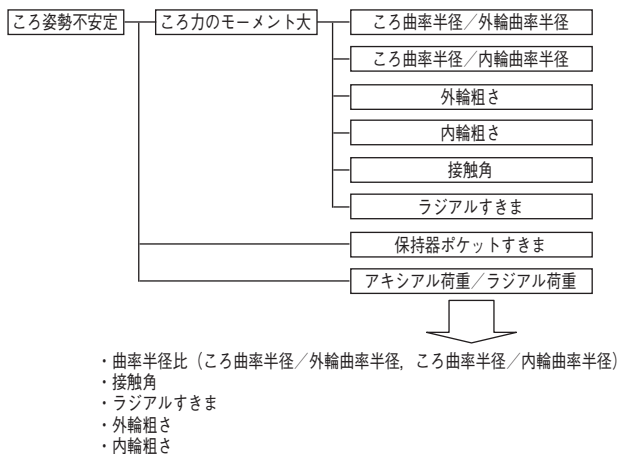 ころ姿勢不安定
ころ力のモーメント大
ころ曲率半径／外輪曲率半径
ころ曲率半径／内輪曲率半径
外輪粗さ
内輪粗さ
接触角
ラジアルすきま
保持器ポケットすきま
アキシアル荷重／ラジアル荷重
・曲率半径比（ころ曲率半径／外輪曲率半径，ころ曲率半径／内輪曲率半径）
・接触角
・ラジアルすきま
・外輪粗さ
・内輪粗さ